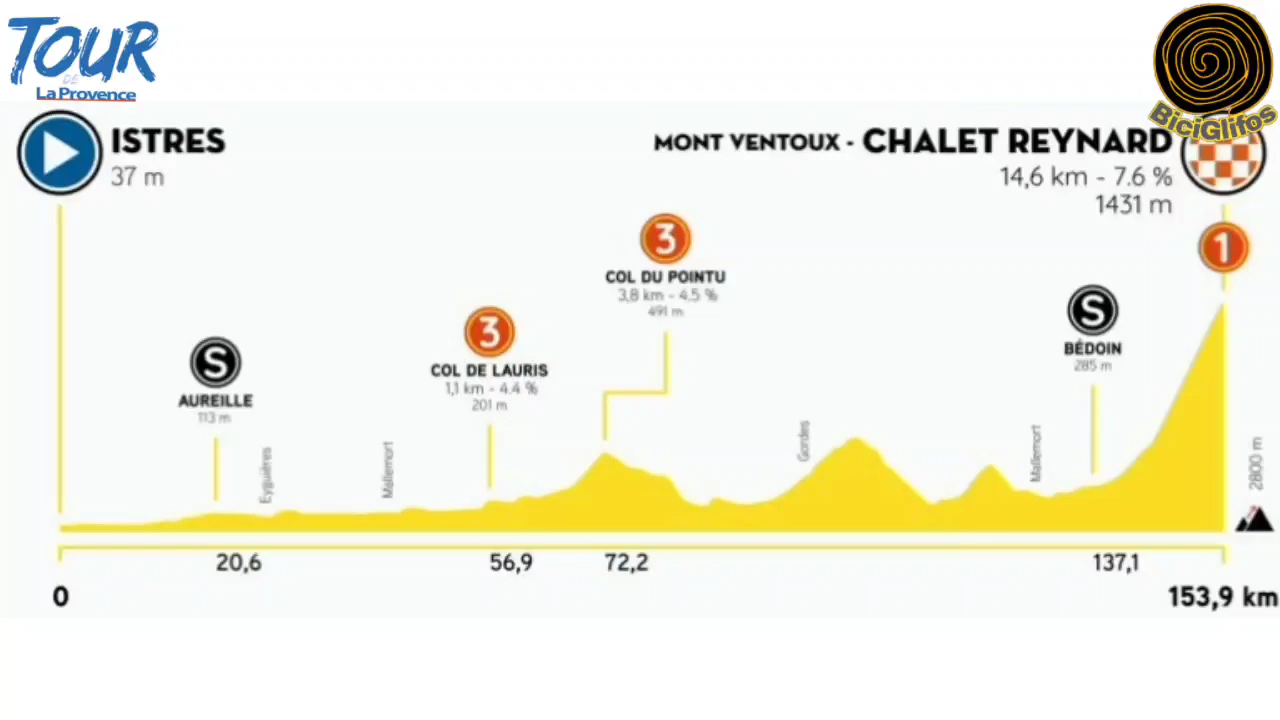 TOUR
DE
La Provence
BiciGlifos
ISTRES
37 m
MONT VENTOUX - CHALET REYNARD
14,6 km - 7.6 %
1431 m
1
3
COL DU POINTU
3,8 km - 4.5 %
491 m
S
BÉDOIN
285 m
3
COL DE LAURIS
1,1 km - 4.4 %
201 m
S
AUREILLE
113 m
Eyguières
Mallemort
Gordes
Mallemort
2800 m
20,6
56,9
72,2
137,1
0
153,9 km